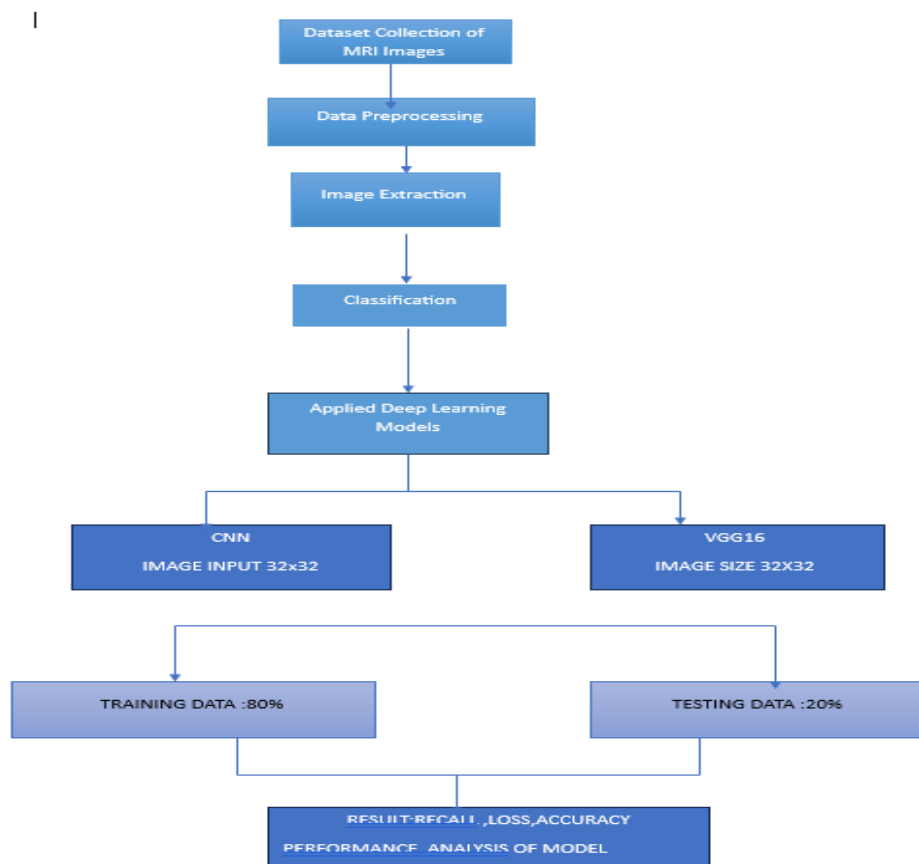 I
Dataset Collection of
MRI Images
Data Preprocessing
Image Extraction
Classification
Applied Deep Learning
Models
CNN
IMAGE INPUT 32x32
VGG16
IMAGE SIZE 32X32
TRAINING DATA :80%
TESTING DATA :20%
RESULT:RECALL.,LOSS,ACCURACY
PERFORMANCE ANALYSIS OF MODEL